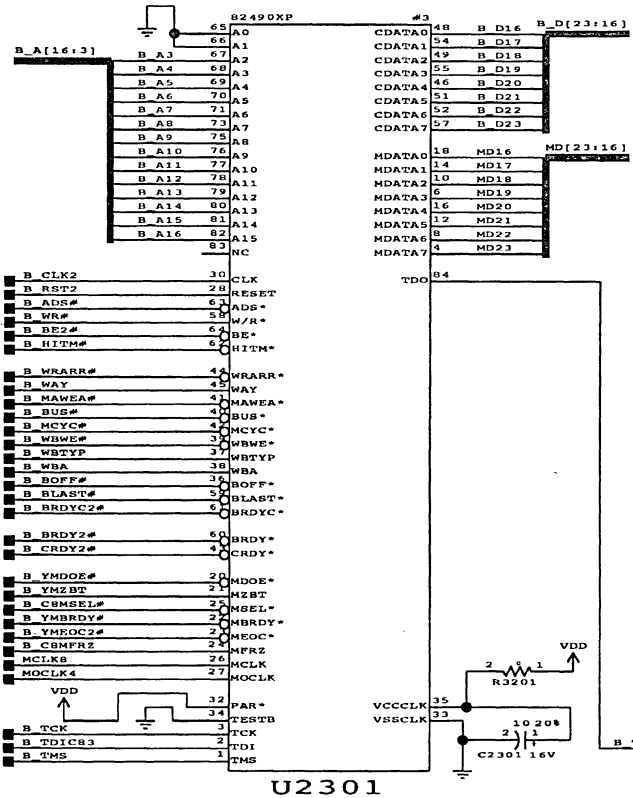 82490XP #3
65 A0 CDATA0 48 B_D16 B_D[23:16]
66 A1 CDATA1 54 B_D17
B_A[16:3] B_A3 67 A2 CDATA2 49 B_D18
B_A4 68 A3 CDATA3 55 B_D19
B_A5 69 A4 CDATA4 46 B_D20
B_A6 70 A5 CDATA5 51 B_D21
B_A7 71 A6 CDATA6 52 B_D22
B_A8 73 A7 CDATA7 57 B_D23
B_A9 75 A8
B_A10 76 A9 MDATA0 18 MD16 MD[23:16]
B_A11 77 A10 MDATA1 14 MD17
B_A12 78 A11 MDATA2 10 MD18
B_A13 79 A12 MDATA3 6 MD19
B_A14 80 A13 MDATA4 16 MD20
B_A15 81 A14 MDATA5 12 MD21
B_A16 82 A15 MDATA6 8 MD22
83 NC MDATA7 4 MD23
B_CLK2 30 CLK TDO 84
B_RST2 28 RESET
B_ADS# 63 ADS*
B_WR# 58 W/R*
B_BE2# 64 BE*
B_HITM# 62 HITM*
B_WRARR# 44 WRARR*
B_WAY 45 WAY
B_MAWEA# 41 MAWEA*
B_BUS# 40 BUS*
B_MCYC# 42 MCYC*
B_WBWE# 39 WBWE*
B_WBTYP 37 WBTYP
B_WBA 38 WBA
B_BOFF# 36 BOFF*
B_BLAST# 59 BLAST*
B_BRDYC2# 61 BRDYC*
B_BRDY2# 60 BRDY*
B_CRDY2# CRDY*
B_YMDOE# 20 MDOE*
B_YMZBT 21 MZBT
B_C8MSEL# 25 MSEL*
B_YMBRDY# 22 MBRDY*
B_YMEOC2# MEOC*
B_C8MFRZ 24 MFRZ
MCLK8 26 MCLK
MOCLK4 27 MOCLK
VDD
2 1
R3201
VDD
32 PAR* VCCCLK 35
34 TESTB VSSCLK 33
B_TCK 3 TCK
B_TDIC83 2 TDI
B_TMS 1 TMS
10 20%
2 1
C2301 16V
U2301